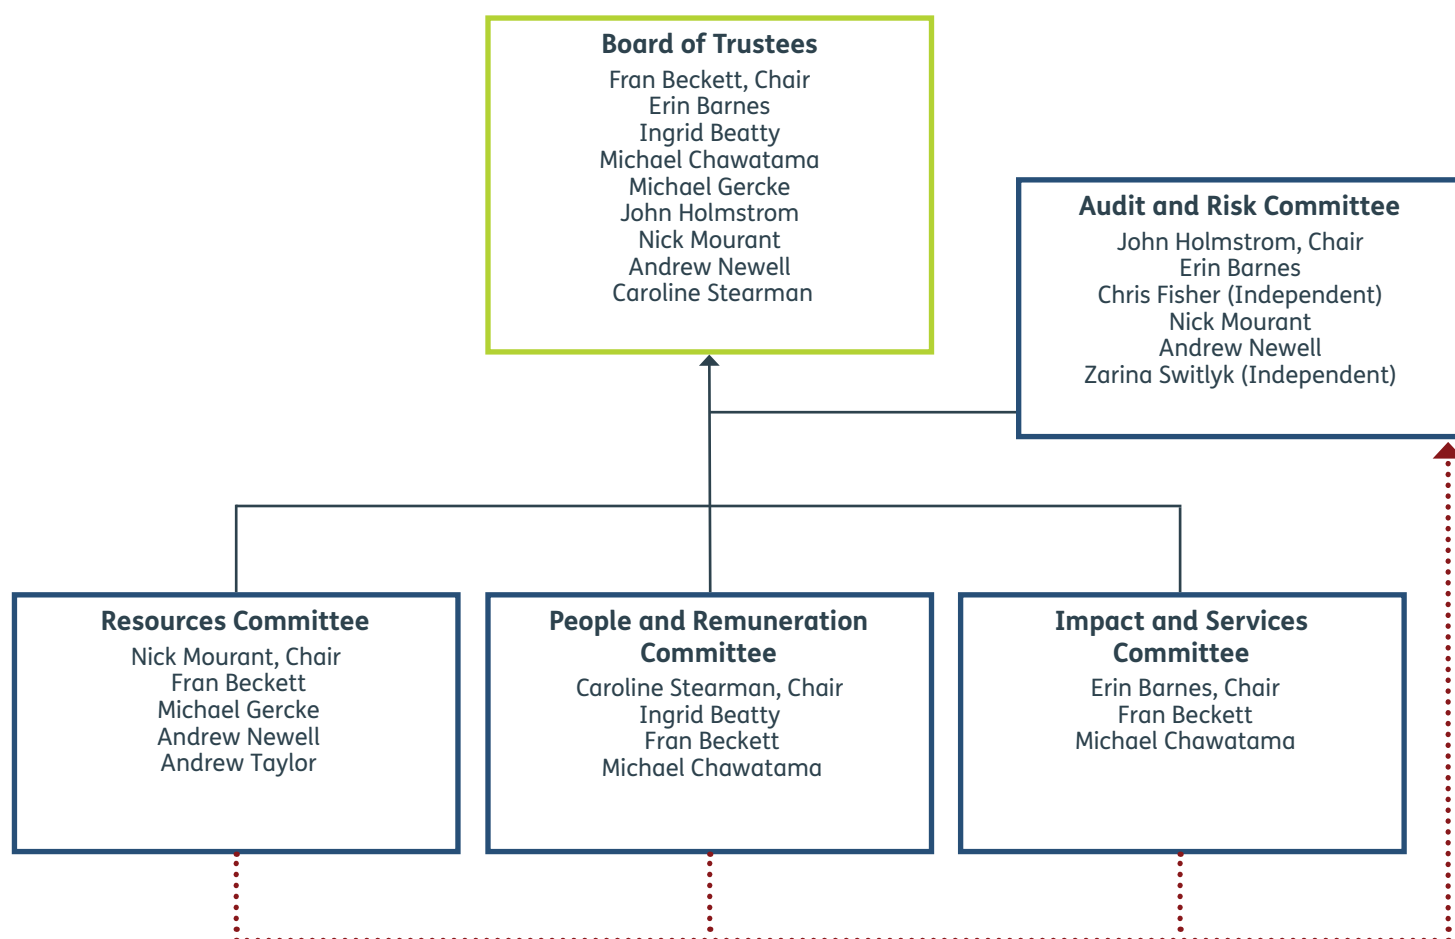 Board of Trustees
Fran Beckett, Chair
Erin Barnes
Ingrid Beatty
Michael Chawatama
Michael Gercke
John Holmstrom
Nick Mourant
Andrew Newell
Caroline Stearman
Audit and Risk Committee
John Holmstrom, Chair
Erin Barnes
Chris Fisher (Independent)
Nick Mourant
Andrew Newell
Zarina Switlyk (Independent)
Resources Committee
Nick Mourant, Chair
Fran Beckett
Michael Gercke
Andrew Newell
Andrew Taylor
People and Remuneration
Committee
Caroline Stearman, Chair
Ingrid Beatty
Fran Beckett
Michael Chawatama
Impact and Services
Committee
Erin Barnes, Chair
Fran Beckett
Michael Chawatama